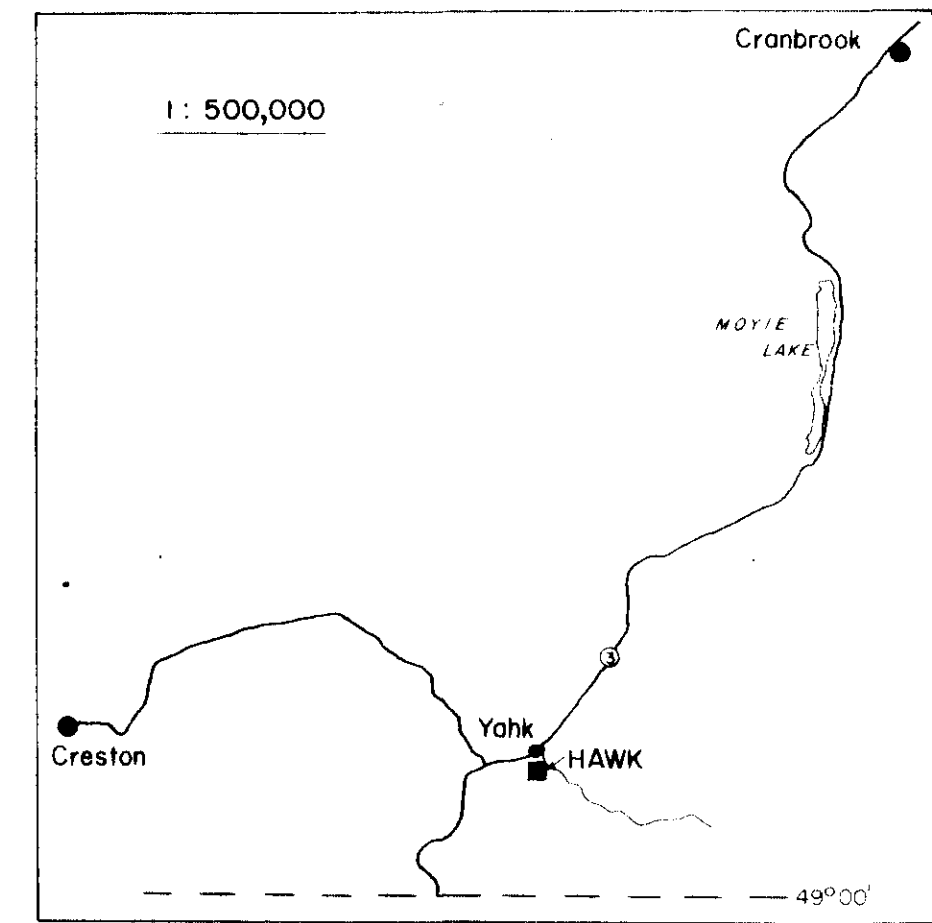 Cranbrook
1: 500,000
MOYIE
LAKE
3
Yahk
Creston
HAWK
49°00'